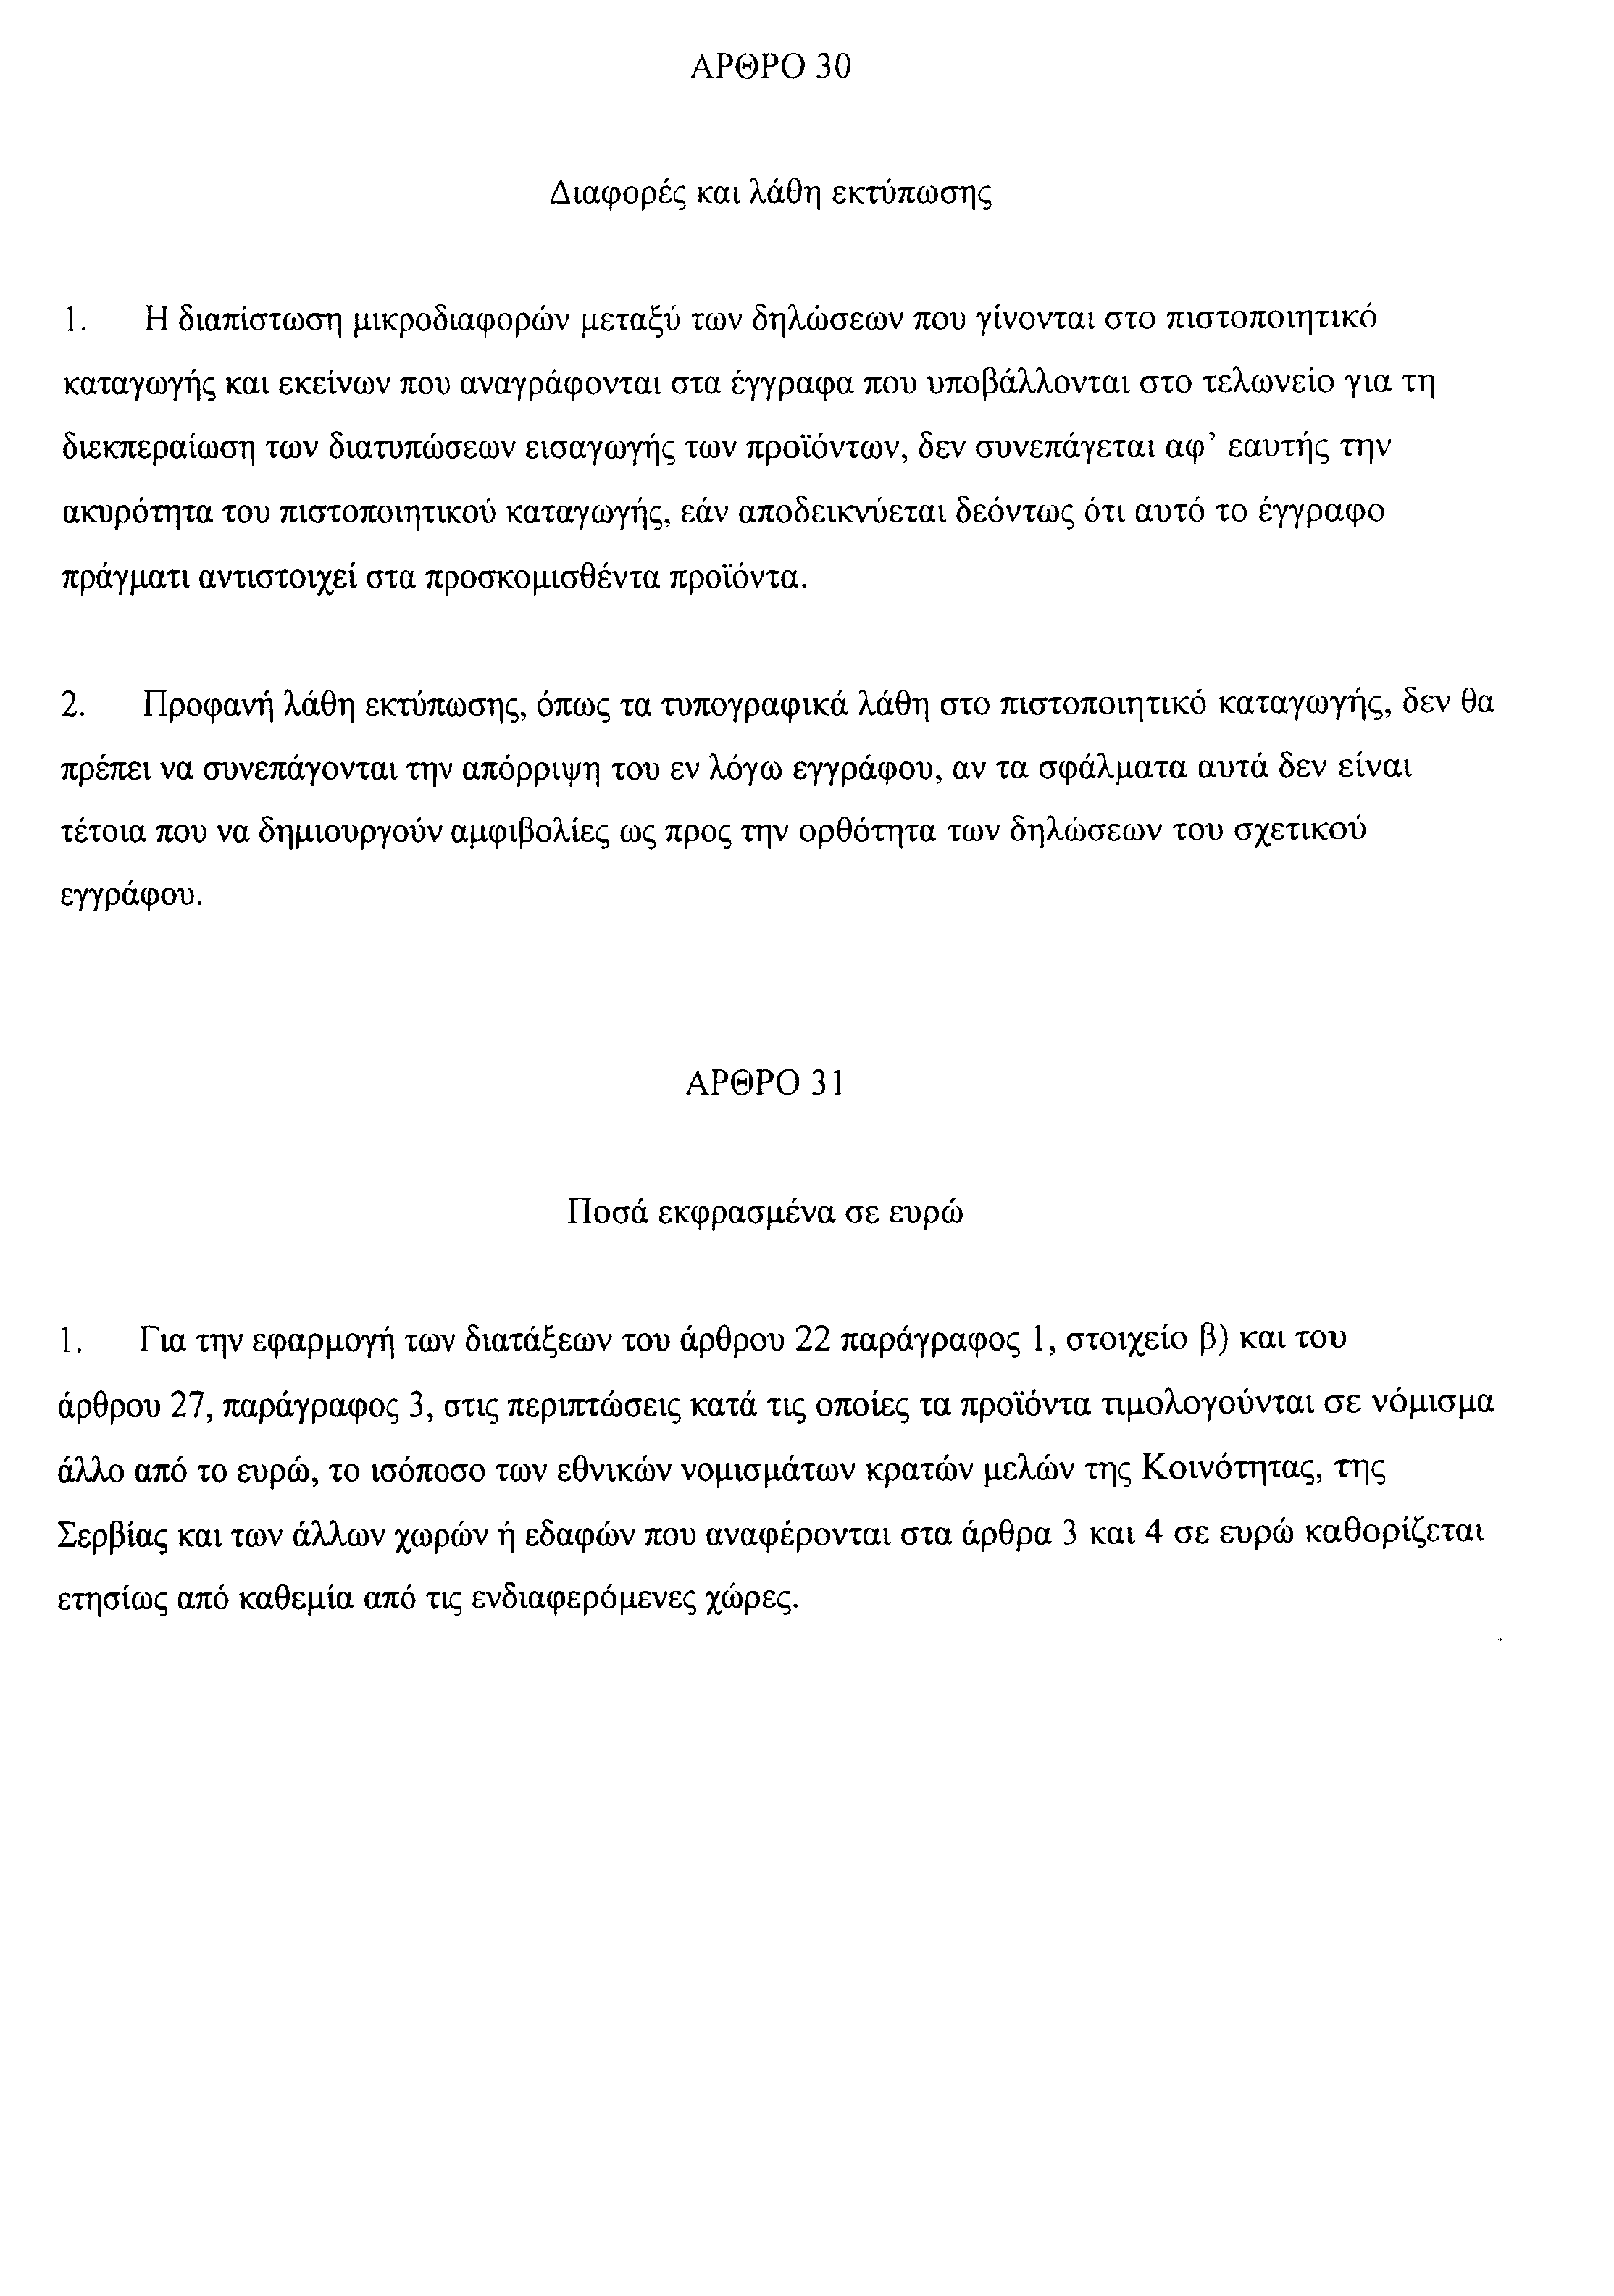 ΑΡΘΡΟ 30
Διαφορές και λάθη εκτύπωσης
1. Η διαπίστωση μικροδιαφορών μεταξύ των δηλώσεων που γίνονται στο πιστοποιητικό
καταγωγής και εκείνων που αναγράφονται στα έγγραφα που υποβάλλονται στο τελωνείο για τη
διεκπεραίωση των διατυπώσεων εισαγωγής των προϊόντων, δεν συνεπάγεται αφ’ εαυτής την
ακυρότητα του πιστοποιητικού καταγωγής, εάν αποδεικνύεται δεόντως ότι αυτό το έγγραφο
πράγματι αντιστοιχεί στα προσκομισθέντα προϊόντα.
2. Προφανή λάθη εκτύπωσης, όπως τα τυπογραφικά λάθη στο πιστοποιητικό καταγωγής, δεν θα
πρέπει να συνεπάγονται την απόρριψη του εν λόγω εγγράφου, αν τα σφάλματα αυτά δεν είναι
τέτοια που να δημιουργούν αμφιβολίες ως προς την ορθότητα των δηλώσεων του σχετικού
εγγράφου.
ΑΡΘΡΟ 31
Ποσά εκφρασμένα σε ευρώ
1. Για την εφαρμογή των διατάξεων του άρθρου 22 παράγραφος 1, στοιχείο β) και του
άρθρου 27, παράγραφος 3, στις περιπτώσεις κατά τις οποίες τα προϊόντα τιμολογούνται σε νόμισμα
άλλο από το ευρώ, το ισόποσο των εθνικών νομισμάτων κρατών μελών της Κοινότητας, της
Σερβίας και των άλλων χωρών ή εδαφών που αναφέρονται στα άρθρα 3 και 4 σε ευρώ καθορίζεται
ετησίως από καθεμία από τις ενδιαφερόμενες χώρες.